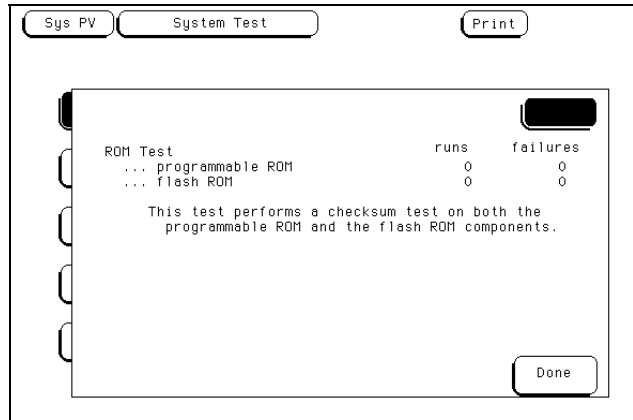 Sys PV System Test Print
runs failures
ROM Test
... programmable ROM 0 0
... flash ROM 0 0
This test performs a checksum test on both the
programmable ROM and the flash ROM components.
Done